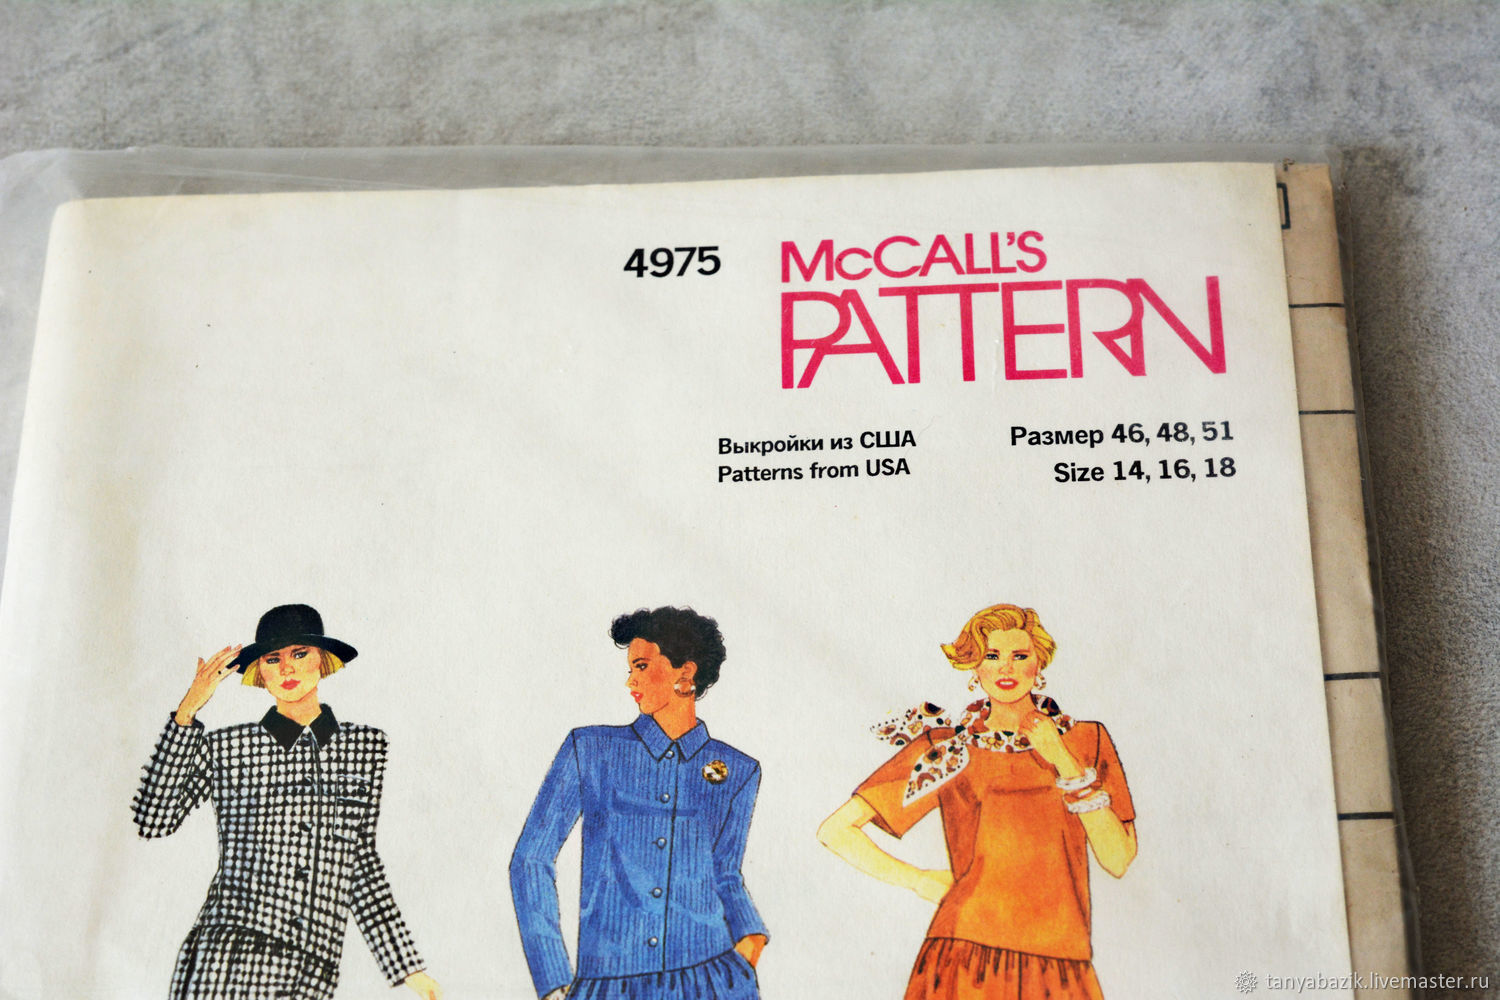 4975
McCALL'S
PATTERN
Выкройки из США
Patterns from USA
Размер 46, 48, 51
Size 14, 16, 18
tanyabazik.livemaster.ru